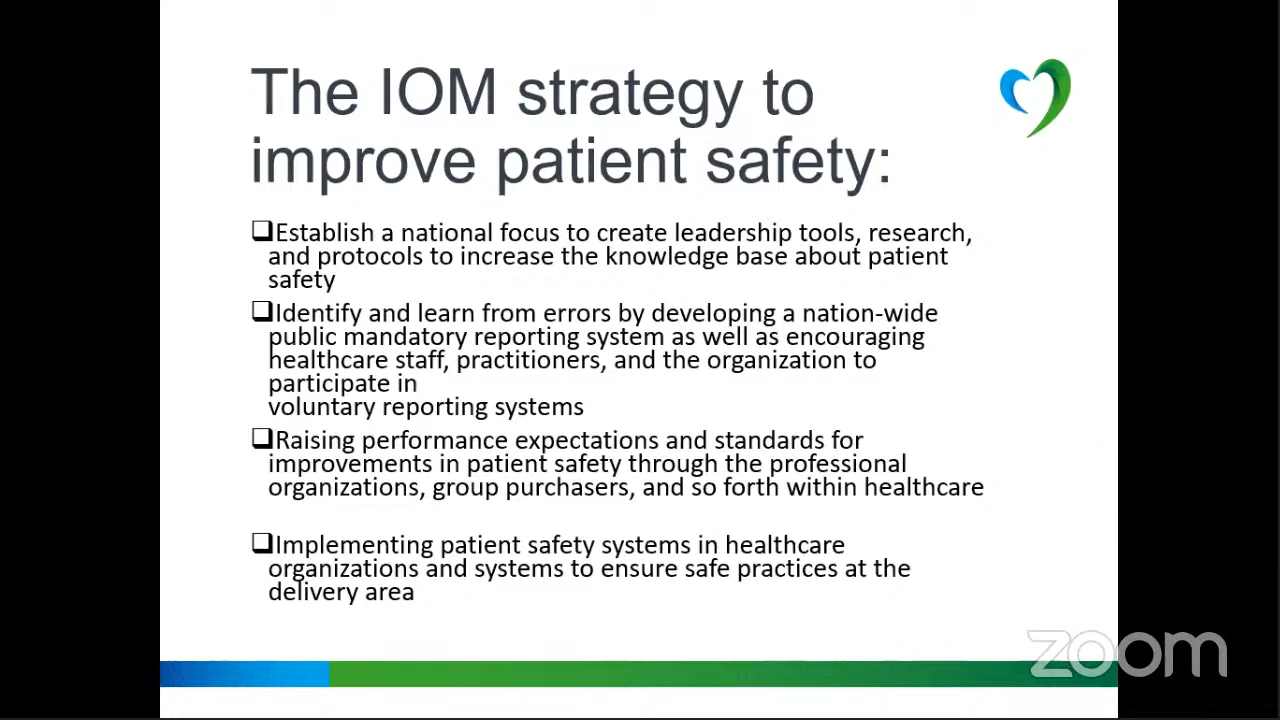 The IOM strategy to
improve patient safety:
❑Establish a national focus to create leadership tools, research,
and protocols to increase the knowledge base about patient
safety
❑Identify and learn from errors by developing a nation-wide
public mandatory reporting system as well as encouraging
healthcare staff, practitioners, and the organization to
participate in
voluntary reporting systems
❑Raising performance expectations and standards for
improvements in patient safety through the professional
organizations, group purchasers, and so forth within healthcare
❑Implementing patient safety systems in healthcare
organizations and systems to ensure safe practices at the
delivery area
zoom